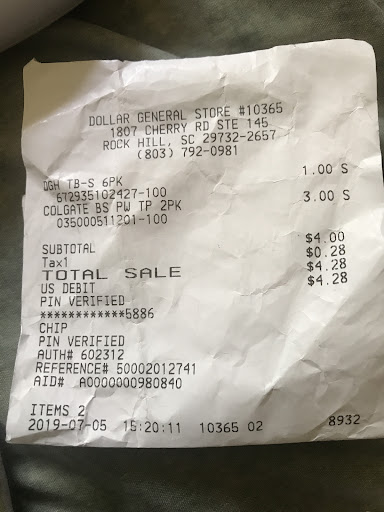 DOLLAR GENERAL STORE #10365
1807 CHERRY RD STE 145
ROCK HILL, SC 29732-2657
(803) 792-0981
DGH TB-S 6PK 1.00 S
672935102427-100
COLGATE BS PW TP 2PK 3.00 S
035000511201-100
SUBTOTAL $4.00
Tax1 $0.28
TOTAL SALE $4.28
US DEBIT $4.28
PIN VERIFIED
************5886
CHIP
PIN VERIFIED
AUTH# 602312
REFERENCE# 50002012741
AID# A0000000980840
ITEMS 2
2019-07-05 15:20:11 10365 02 8932